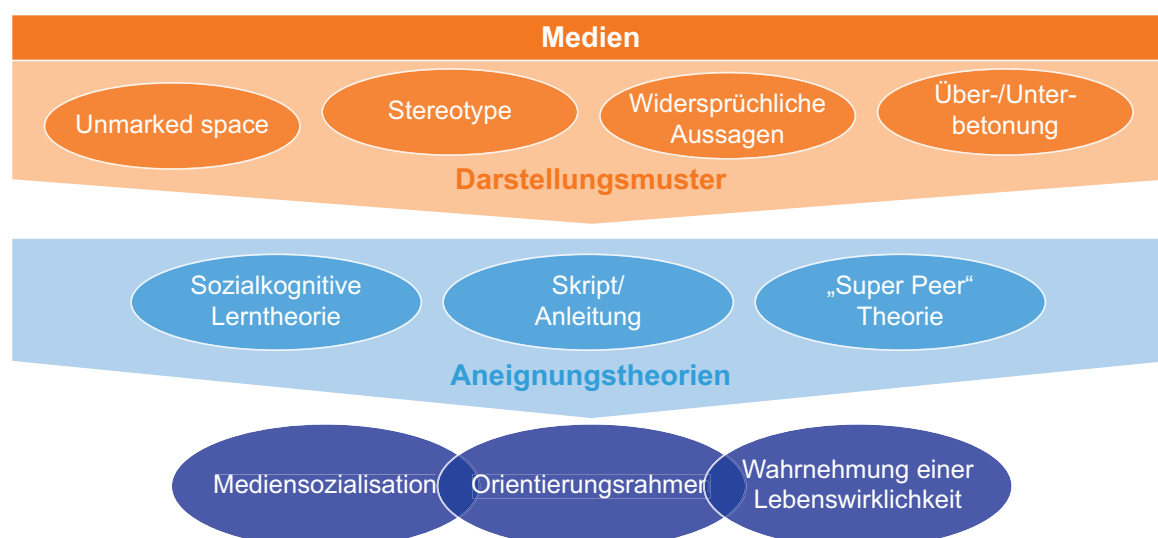 Medien
Unmarked space
Stereotype
Widersprüchliche
Aussagen
Über-/Unter-
betonung
Darstellungsmuster
Sozialkognitive
Lerntheorie
Skript/
Anleitung
„Super Peer“
Theorie
Aneignungstheorien
Mediensozialisation
Orientierungsrahmen
Wahrnehmung einer
Lebenswirklichkeit